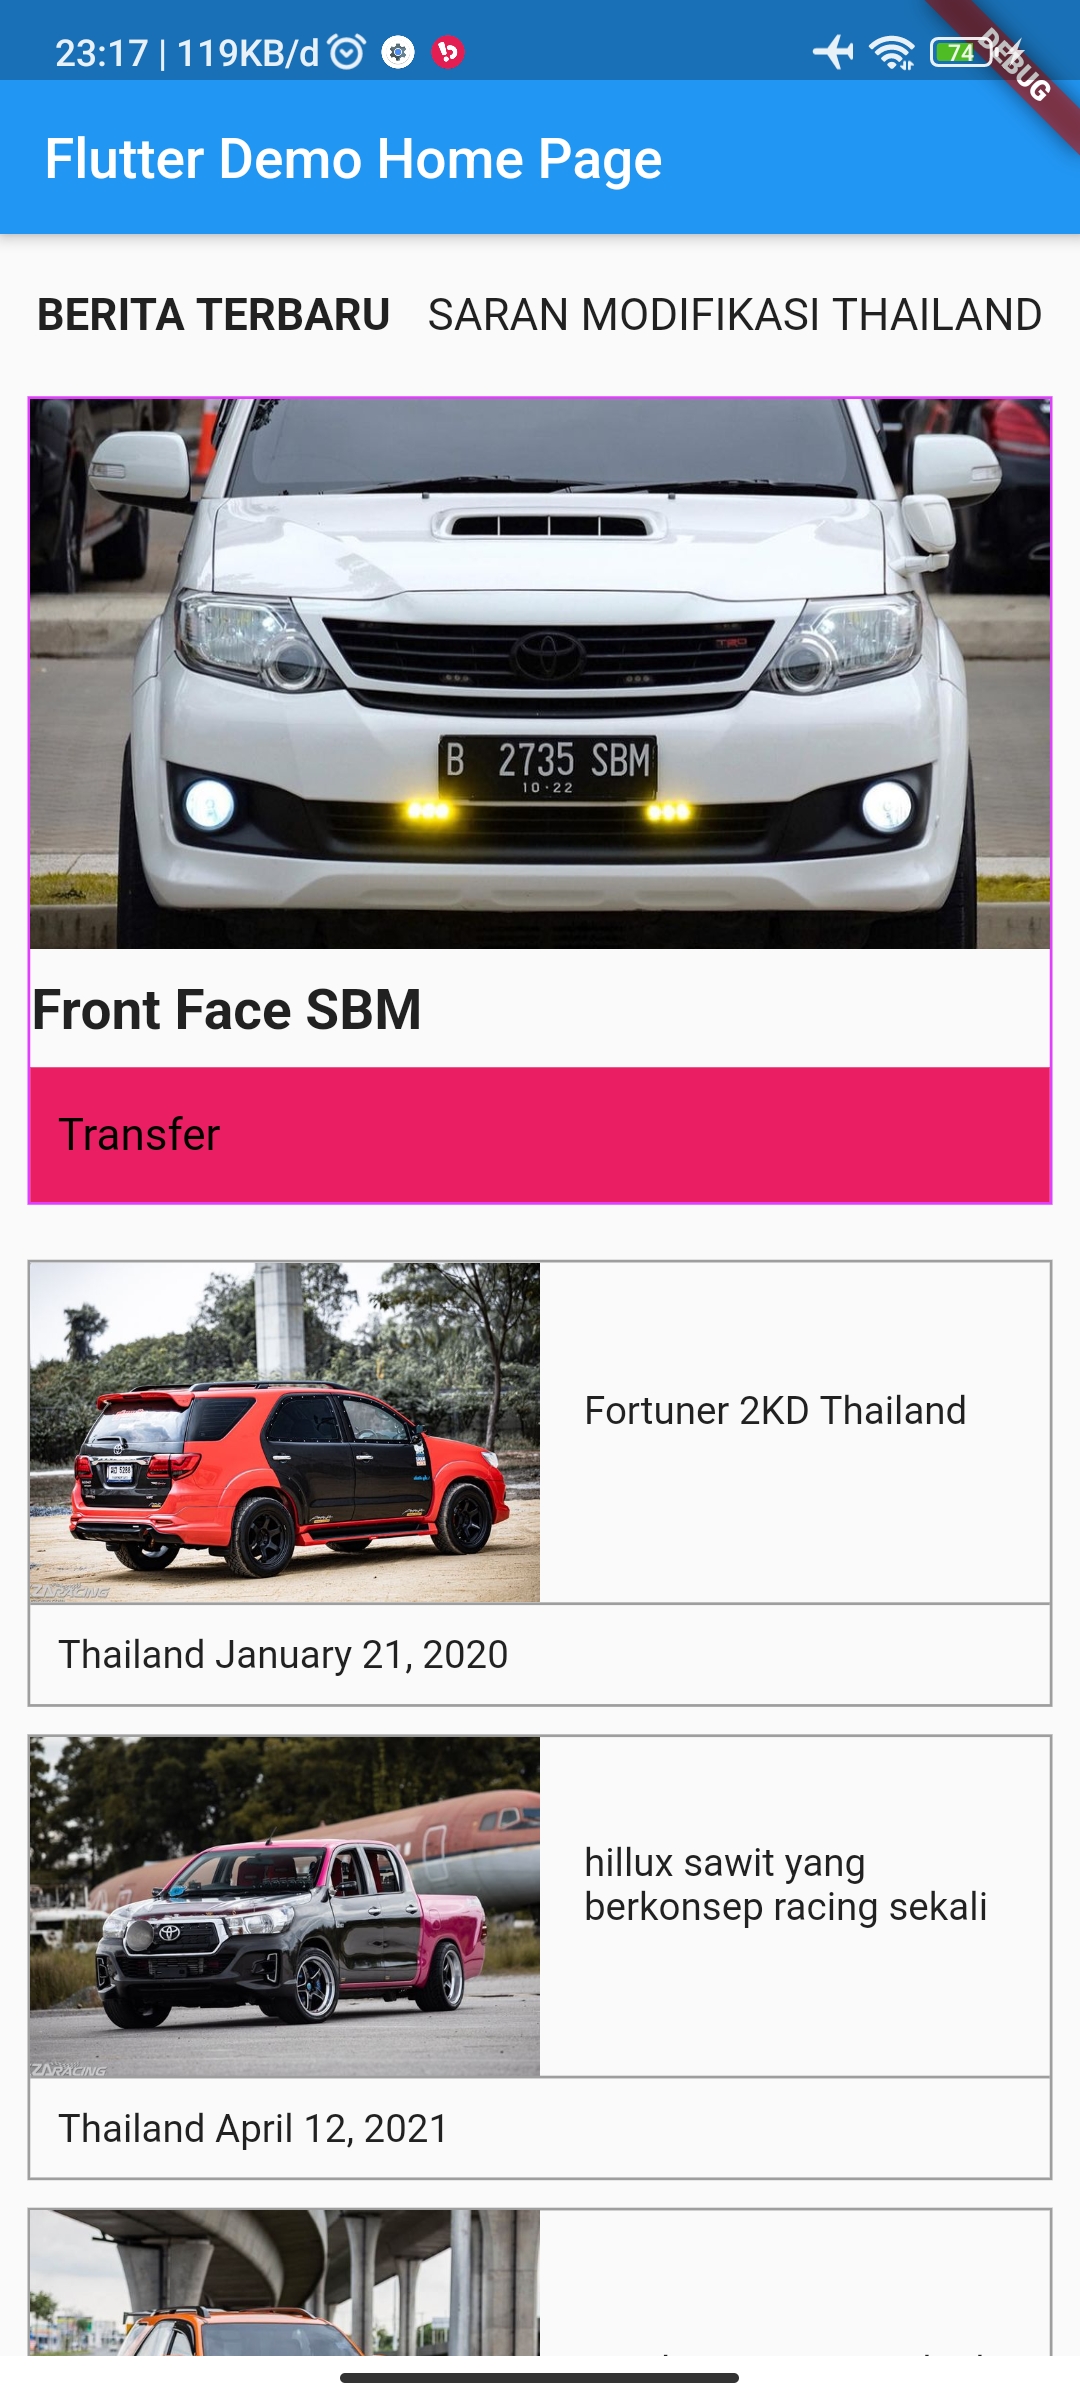 23:17 | 119KB/d
74
DEBUG
Flutter Demo Home Page
BERITA TERBARU SARAN MODIFIKASI THAILAND
TRD
B 2735 SBM
10·22
Front Face SBM
Transfer
Fortuner 2KD Thailand
5288
ZARACING
Thailand January 21, 2020
hillux sawit yang
berkonsep racing sekali
ZARACING
Thailand April 12, 2021